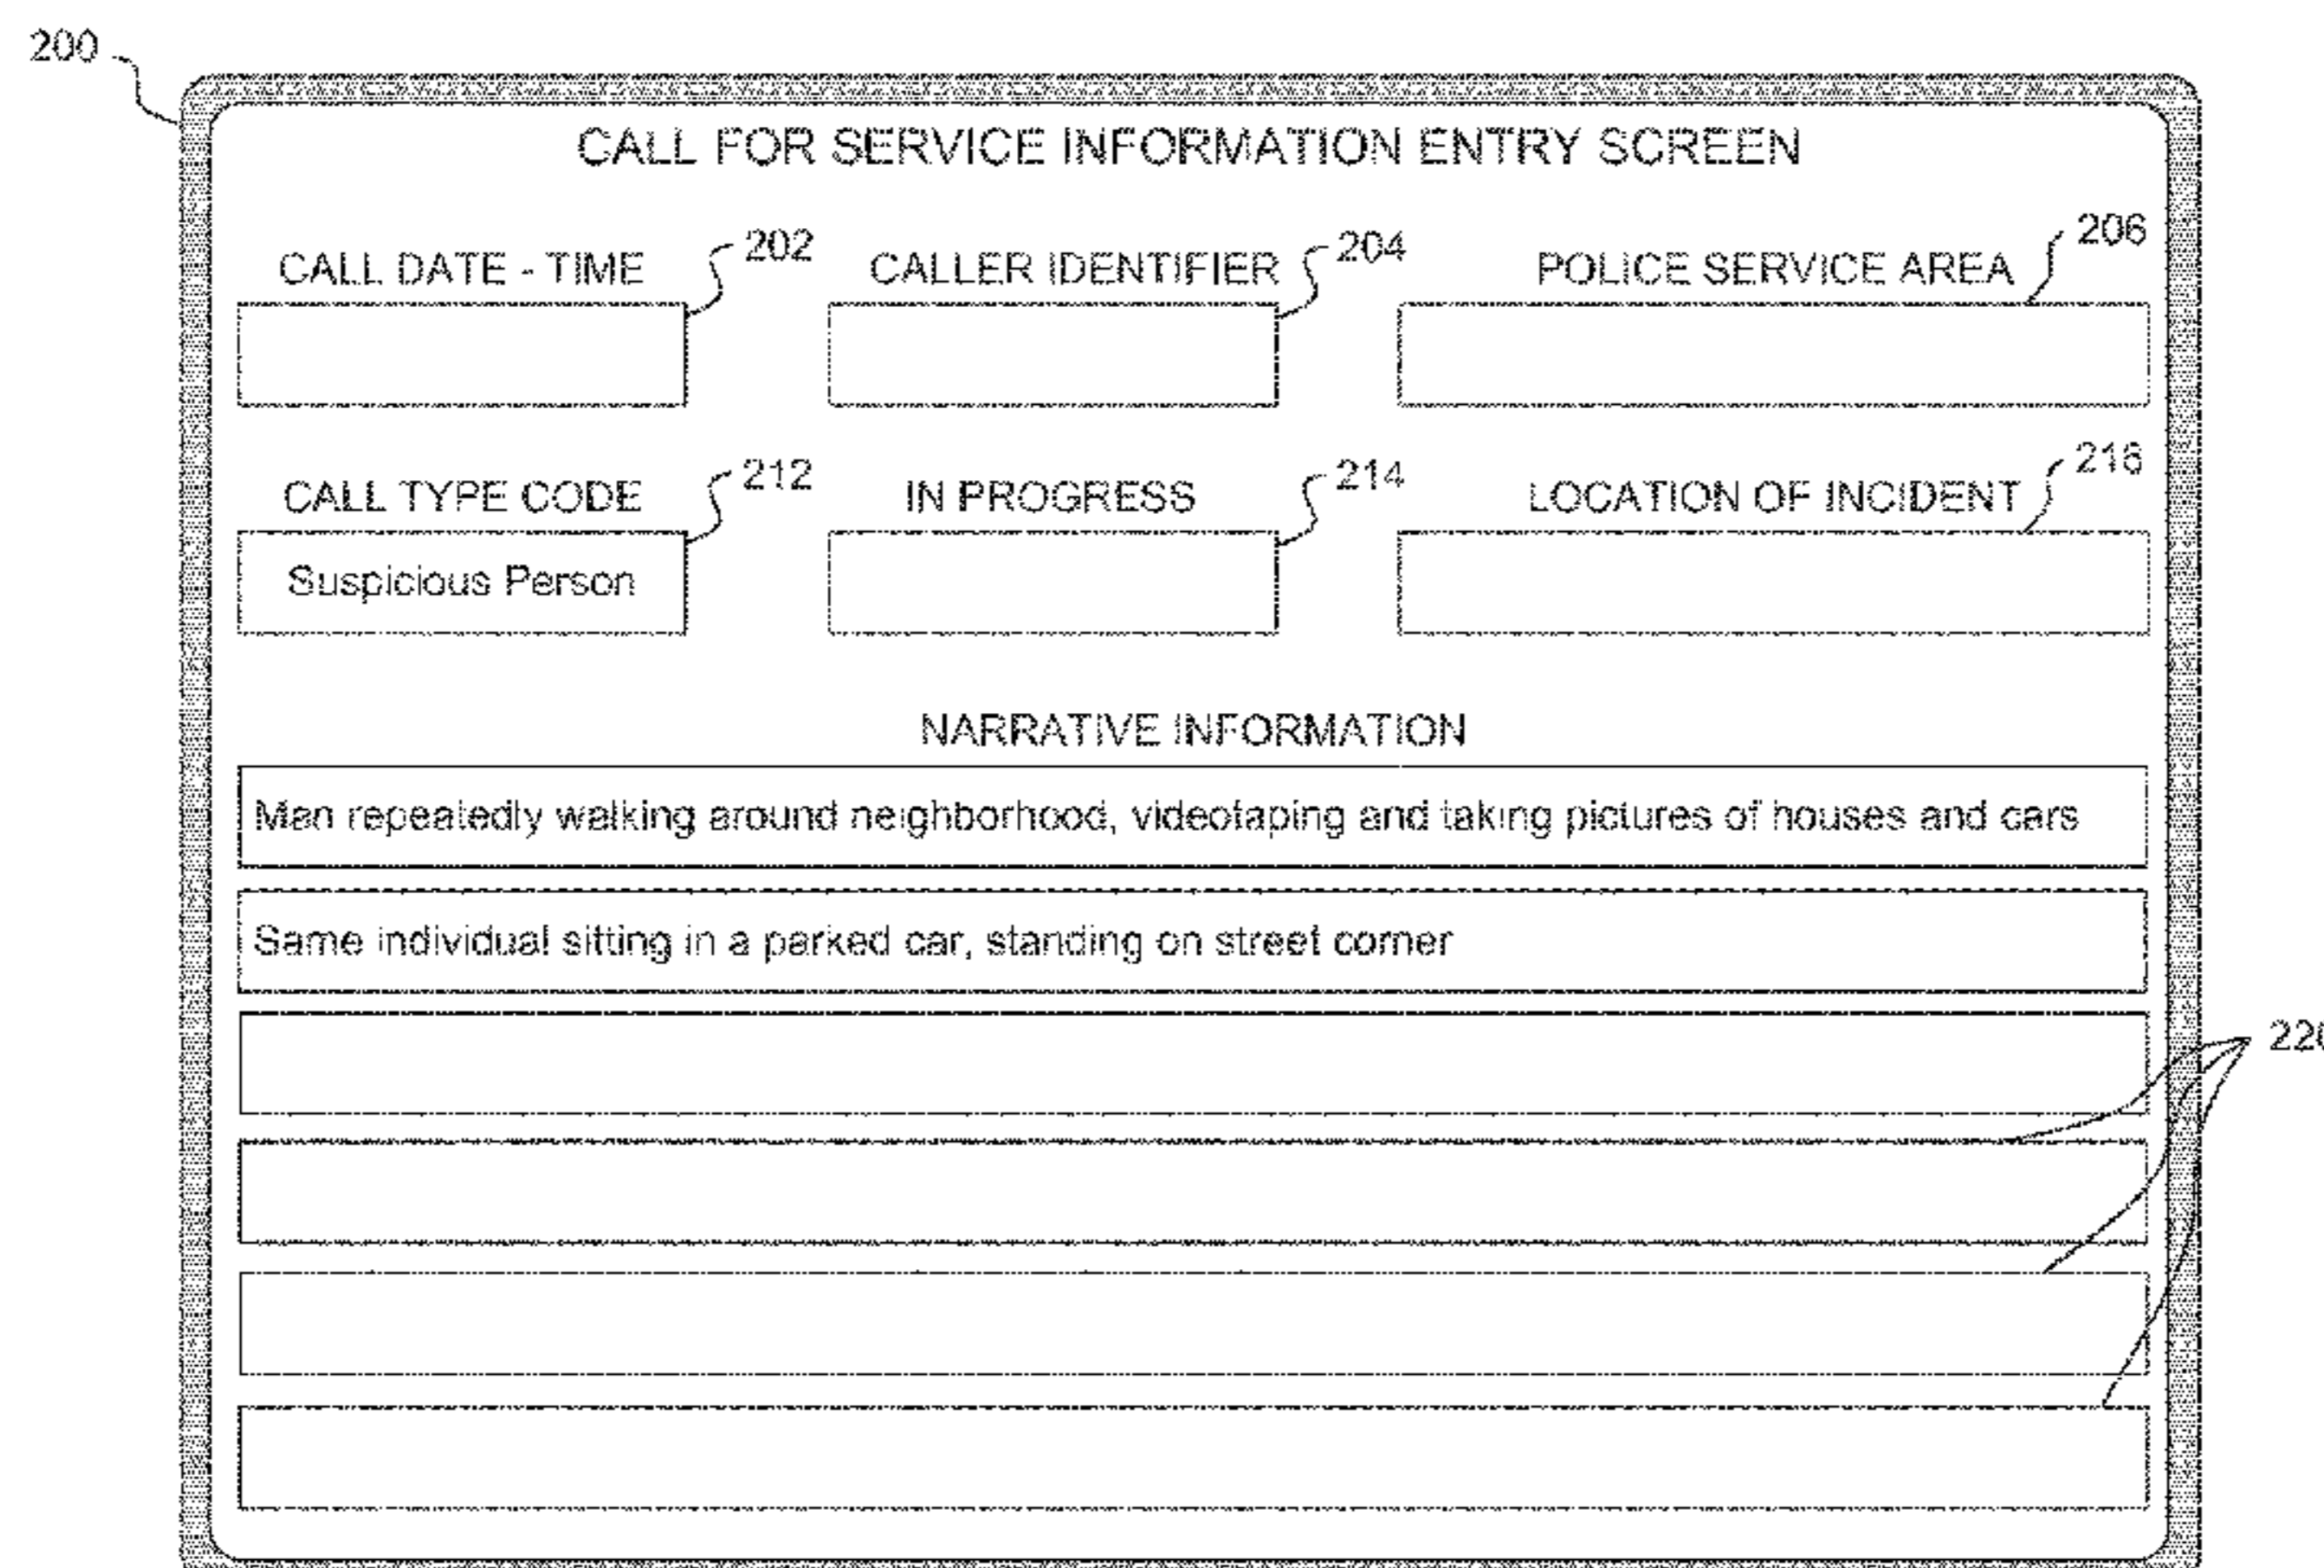 200
CALL FOR SERVICE INFORMATION ENTRY SCREEN
CALL DATE - TIME 202 CALLER IDENTIFIER 204 POLICE SERVICE AREA 206
CALL TYPE CODE 212 IN PROGRESS 214 LOCATION OF INCIDENT 216
Suspicious Person
NARRATIVE INFORMATION
Man repeatedly walking around neighborhood, videotaping and taking pictures of houses and cars
Same individual sitting in a parked car, standing on street corner
220